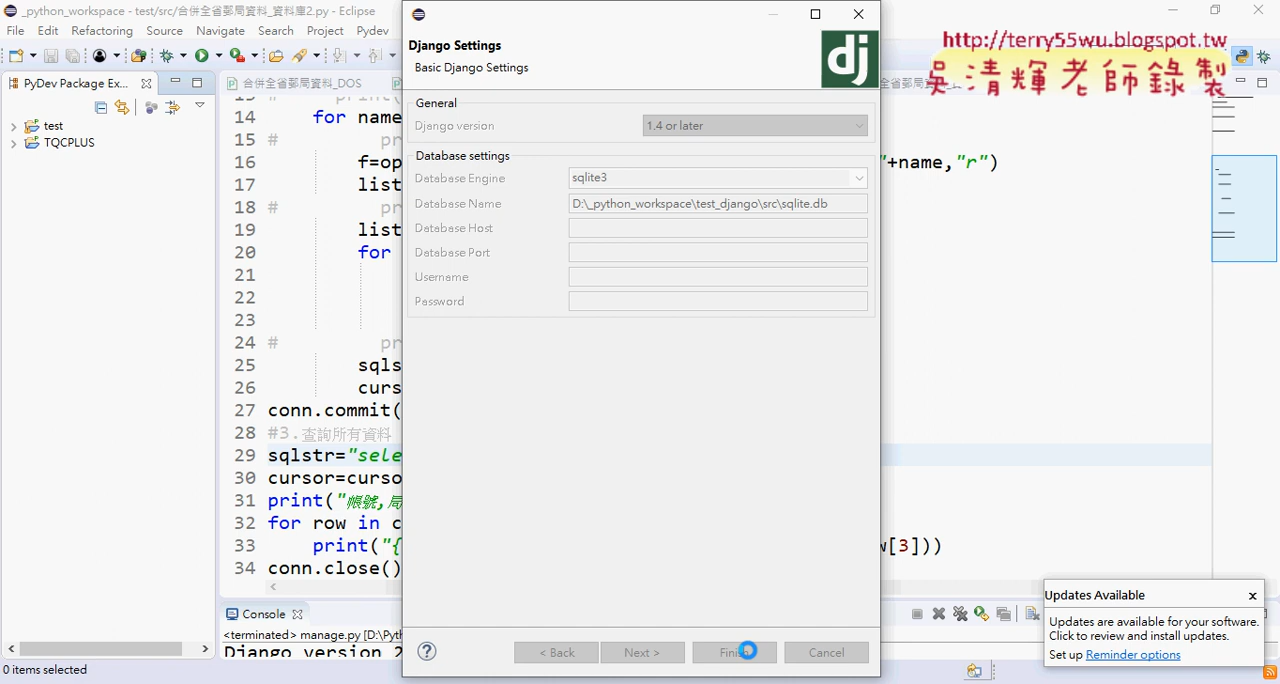 _python_workspace - test/src/合併全省郵局資料_資料庫2.py - Eclipse
File Edit Refactoring Source Search Navigate Search Project Pydev
http://terry55wu.blogspot.tw
吳清輝老師錄製
PyDev Package Ex...
合併全省郵局資料_DOS
test
TQCPLUS
14 for name
15 # pr
16 f=op "+name,"r")
17 list
18 # pr
19 list
20 for
21
22
23
24 # pr
25 sqls
26 curs
27 conn.commit(
28 #3.查詢所有資料
29 sqlstr="sele
30 cursor=curso
31 print("帳號,局
32 for row in c
33 print("{ w[3]))
34 conn.close()
Django Settings
Basic Django Settings
dj
General
Django version 1.4 or later
Database settings
Database Engine sqlite3
Database Name D:\_python_workspace\test_django\src\sqlite.db
Database Host
Database Port
Username
Password
< Back Next > Finish Cancel
Console
<terminated> manage.py [D:\Pyth
Django version 2
Updates Available
Updates are available for your software.
Click to review and install updates.
Set up Reminder options
0 items selected